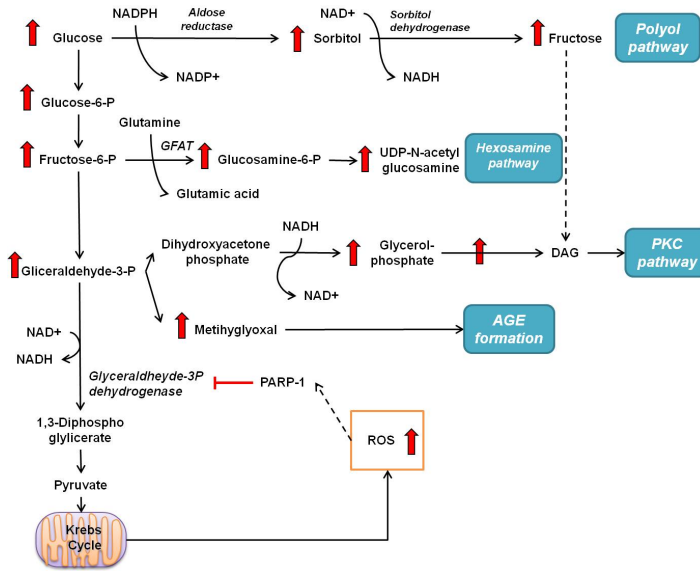 NADPH
Aldose
reductase
NAD+
Sorbitol
dehydrogenase
Glucose
Sorbitol
Fructose
Polyol
pathway
NADP+
NADH
Glucose-6-P
Glutamine
GFAT
Fructose-6-P
Glucosamine-6-P
UDP-N-acetyl
glucosamine
Hexosamine
pathway
Glutamic acid
NADH
Dihydroxyacetone
phosphate
Glycerol-
phosphate
DAG
PKC
pathway
Gliceraldehyde-3-P
NAD+
Metihyglyoxal
AGE
formation
NAD+
NADH
Glyceraldheyde-3P
dehydrogenase
PARP-1
1,3-Diphospho
glylicerate
ROS
Pyruvate
Krebs
Cycle